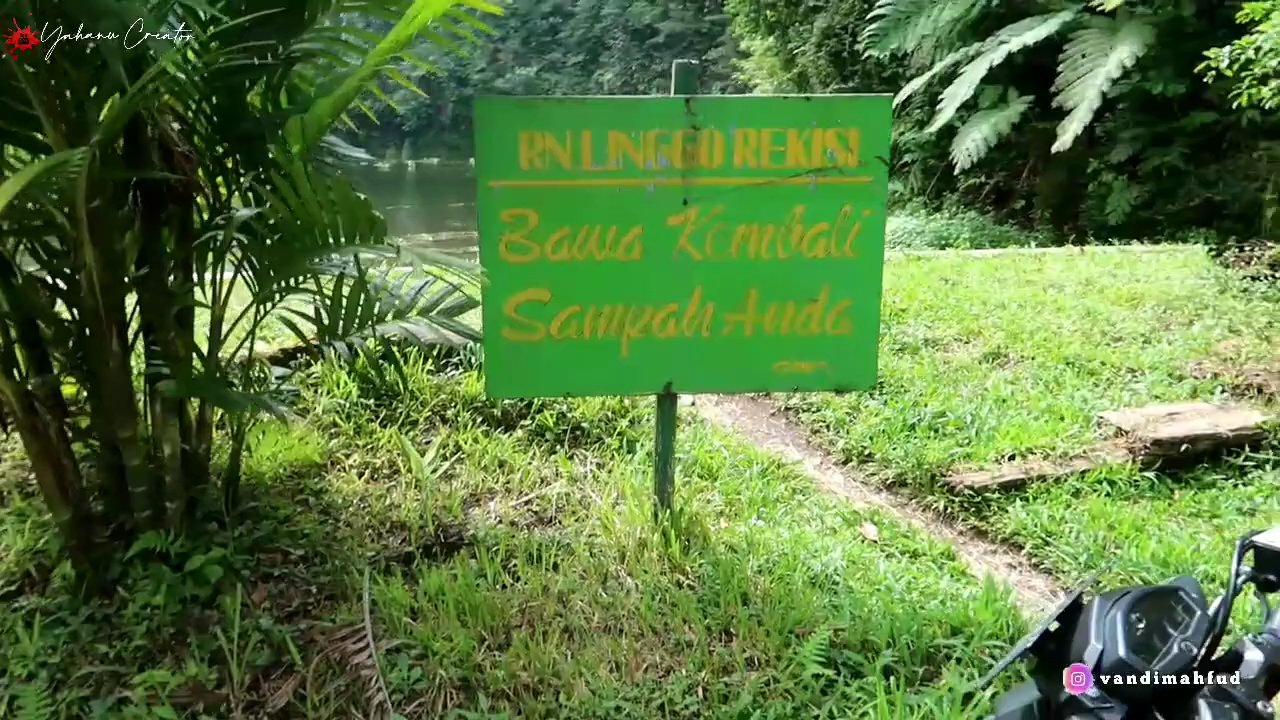 Yahanu Creator
RN LINGGO REKISI
Bawa Kembali
Sampah Anda
vandimahfud